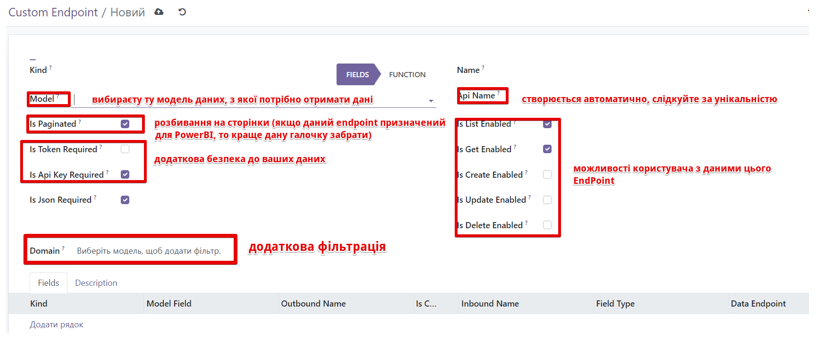 Custom Endpoint / Новий
Kind ?
FIELDS
FUNCTION
Name ?
Model ?
вибираєту ту модель даних, з якої потрібно отримати дані
Api Name ?
створюється автоматично, слідкуйте за унікальністю
Is Paginated ?
розбивання на сторінки (якщо даний endpoint призначений
для PowerBI, то краще дану галочку забрати)
Is List Enabled ?
Is Token Required ?
додаткова безпека до ваших даних
Is Get Enabled ?
Is Api Key Required ?
Is Create Enabled ?
можливості користувача з даними цього
EndPoint
Is Json Required ?
Is Update Enabled ?
Is Delete Enabled ?
Domain ?
Виберіть модель, щоб додати фільтр.
додаткова фільтрація
Fields
Description
Kind
Model Field
Outbound Name
Is C...
Inbound Name
Field Type
Data Endpoint
Додати рядок